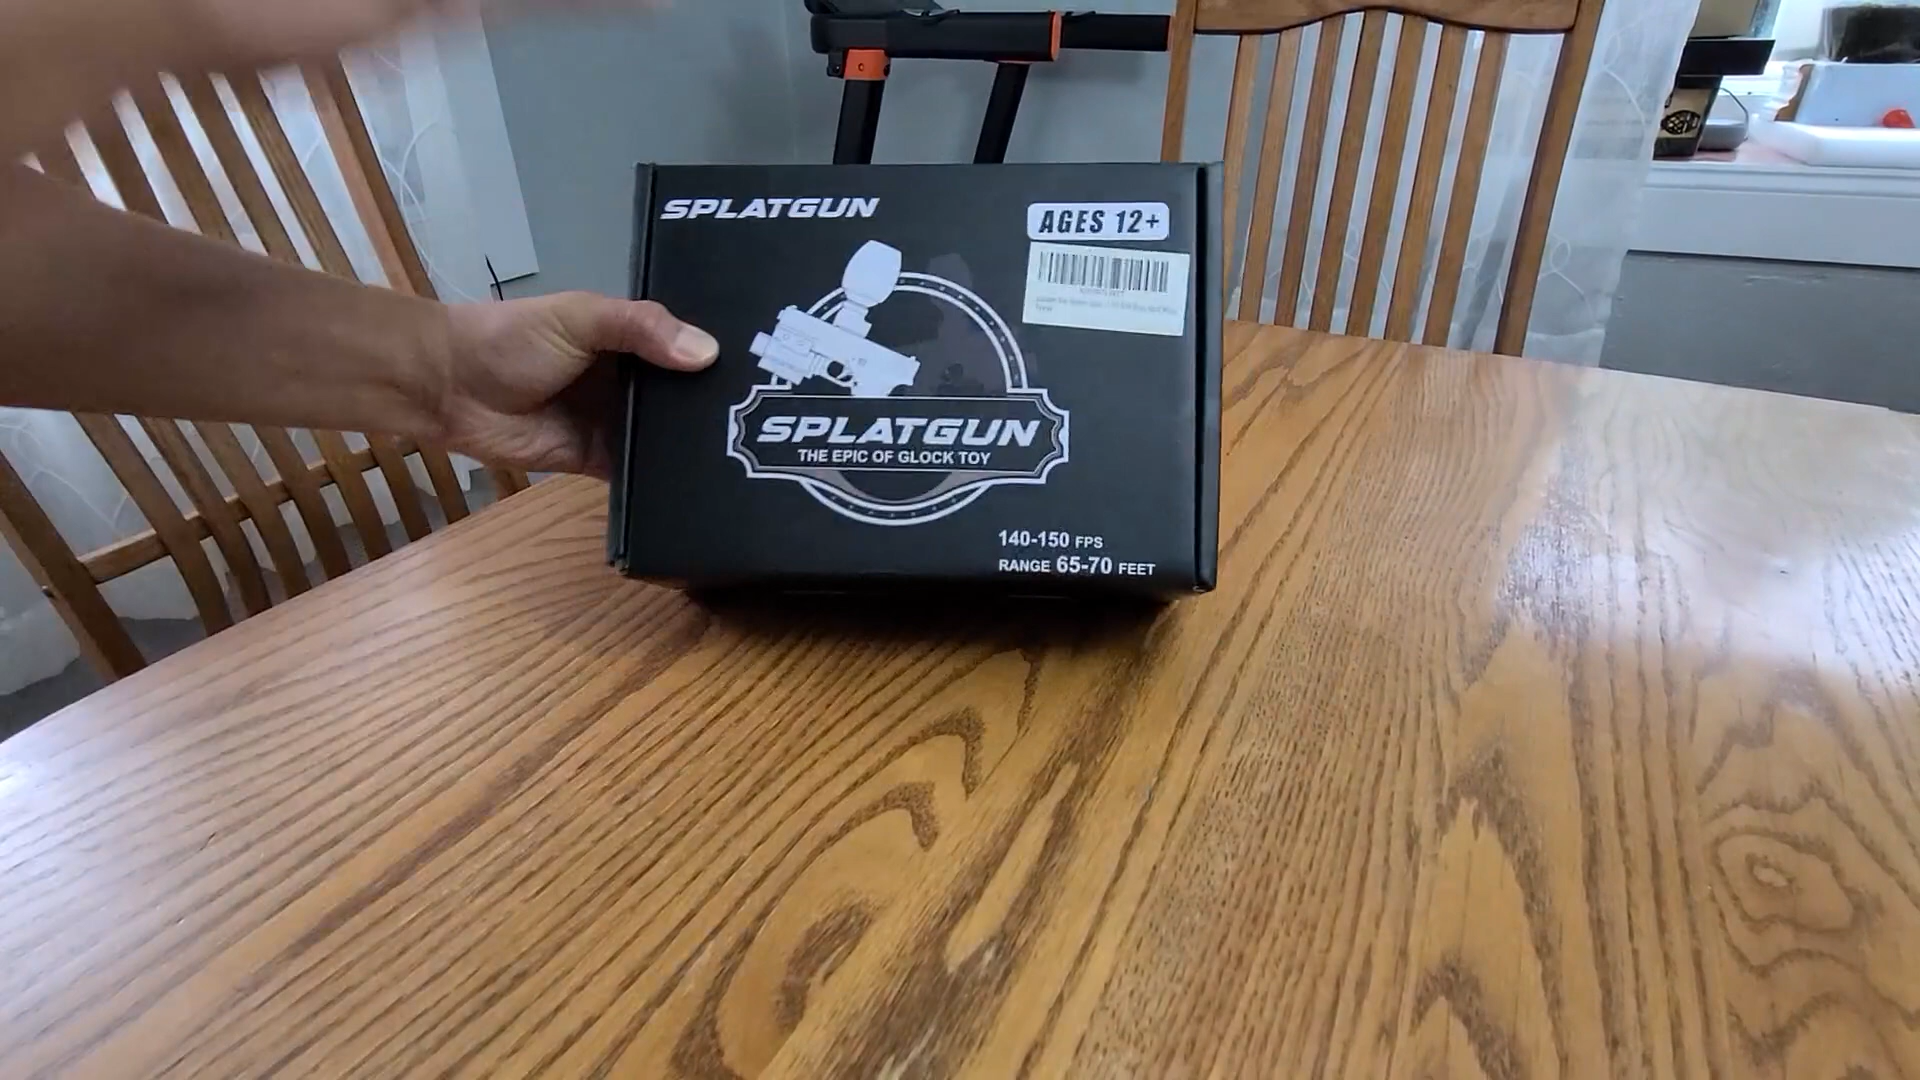 SPLATGUN
AGES 12+
SPLATGUN
THE EPIC OF GLOCK TOY
140-150 FPS
RANGE 65-70 FEET